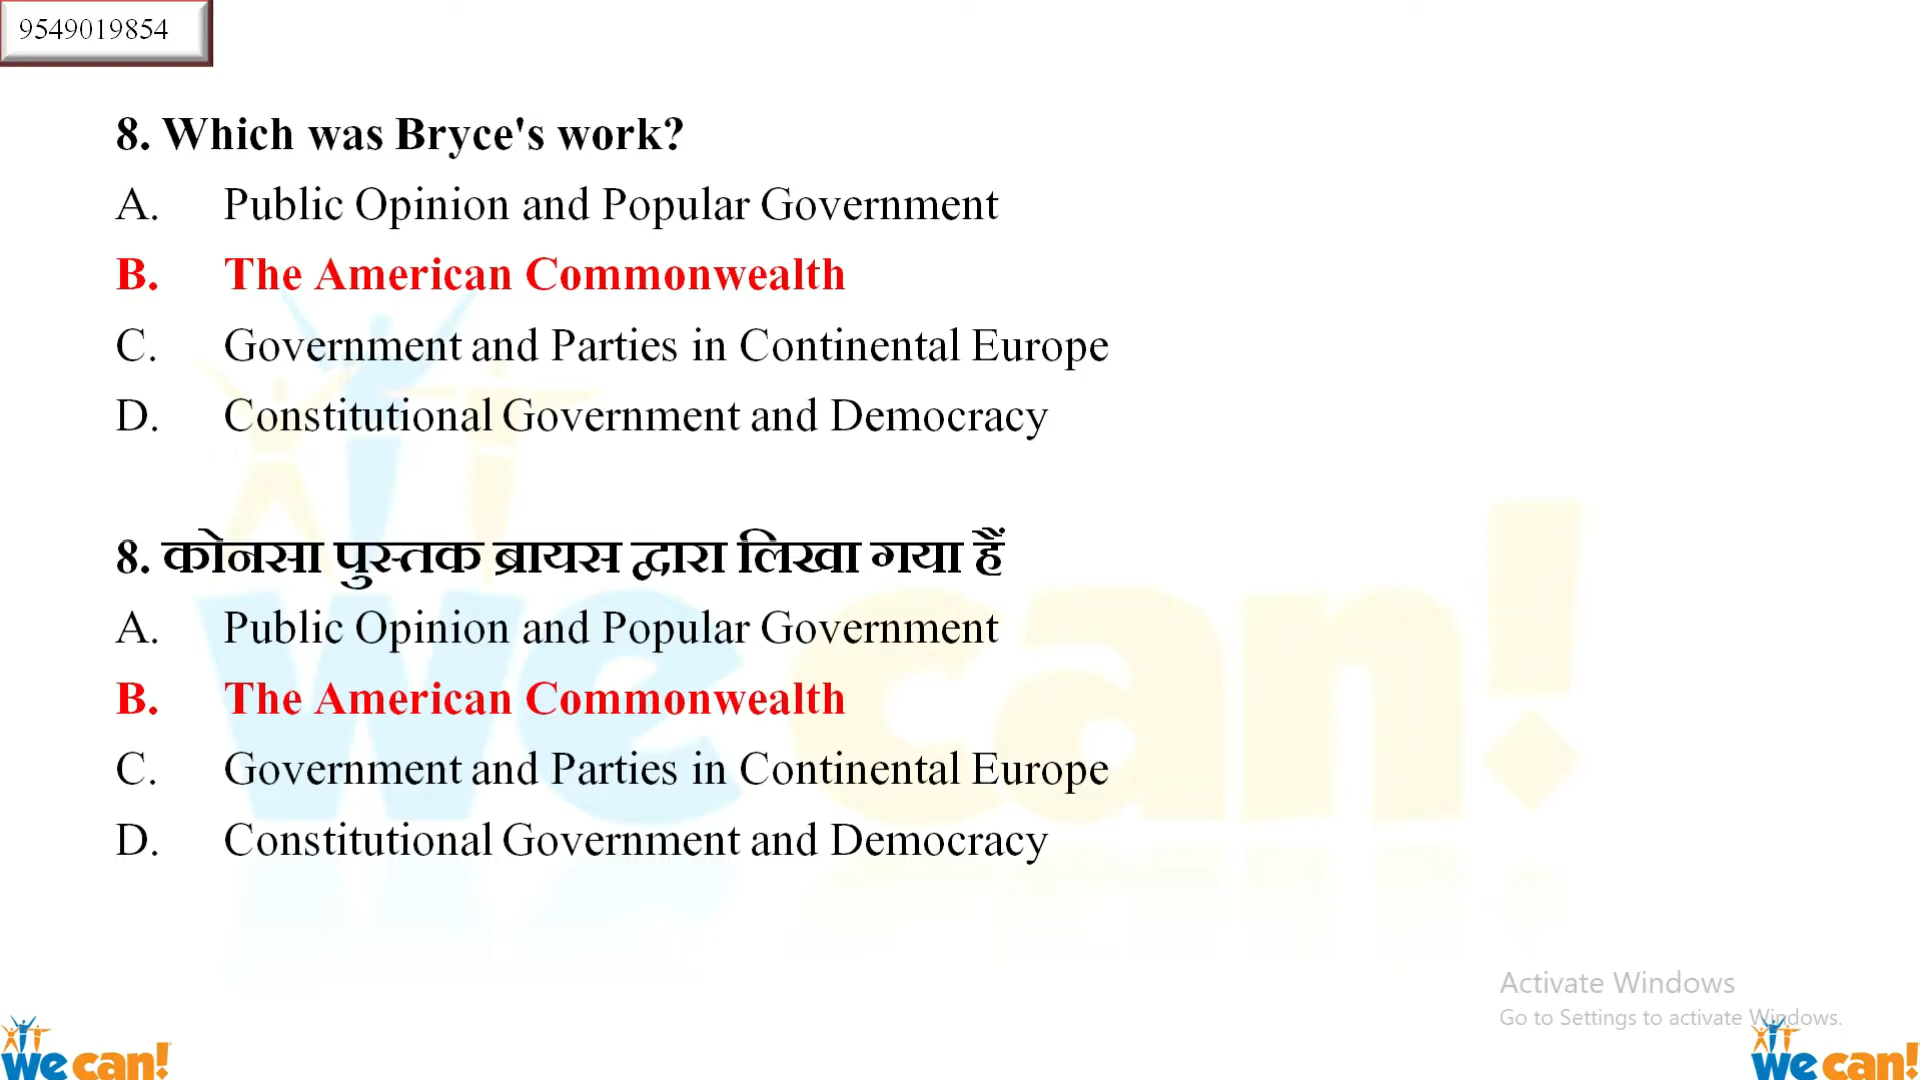 9549019854
8. Which was Bryce's work?
A. Public Opinion and Popular Government
B. The American Commonwealth
C. Government and Parties in Continental Europe
D. Constitutional Government and Democracy
8. कोनसा पुस्तक ब्रायस द्वारा लिखा गया हैं
A. Public Opinion and Popular Government
B. The American Commonwealth
C. Government and Parties in Continental Europe
D. Constitutional Government and Democracy
we can!
Activate Windows
Go to Settings to activate Windows.
we can!
we can!